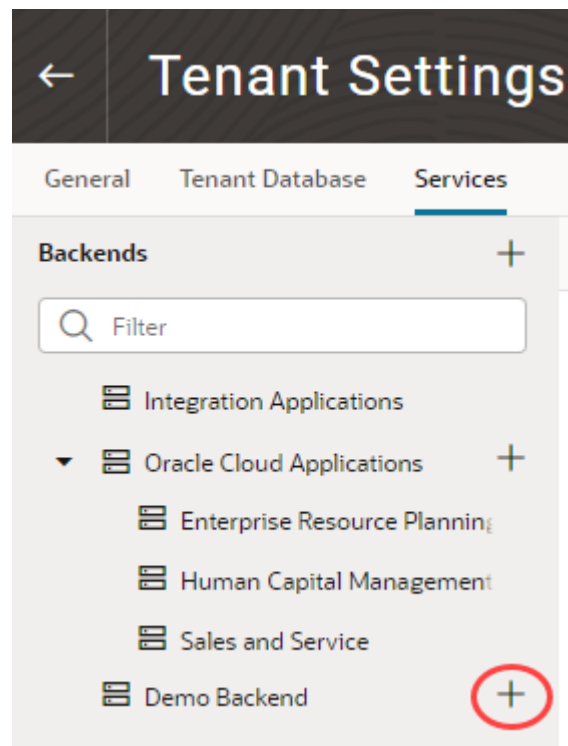 Tenant Settings
General Tenant Database Services
Backends
Filter
Integration Applications
Oracle Cloud Applications
Enterprise Resource Planning
Human Capital Management
Sales and Service
Demo Backend